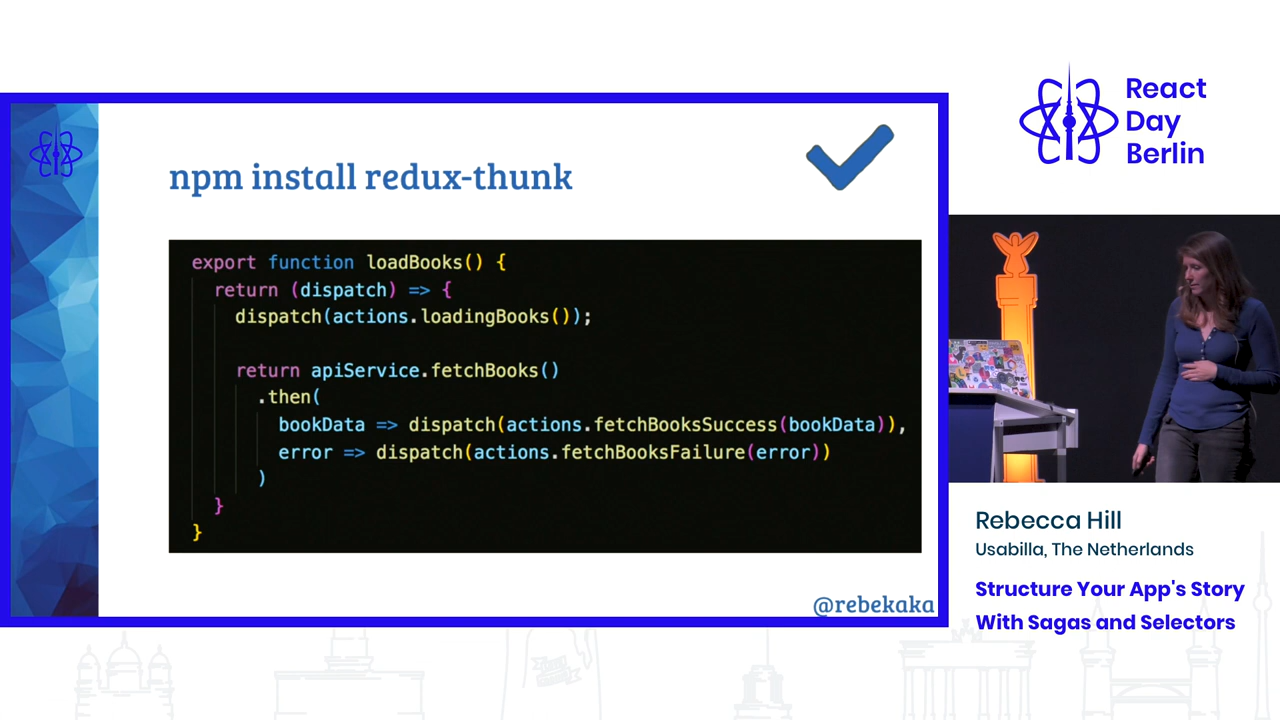 npm install redux-thunk
export function loadBooks() {
return (dispatch) => {
dispatch(actions.loadingBooks());
return apiService.fetchBooks()
.then(
bookData => dispatch(actions.fetchBooksSuccess(bookData)),
error => dispatch(actions.fetchBooksFailure(error))
)
}
}
@rebekaka
React
Day
Berlin
Rebecca Hill
Usabilla, The Netherlands
Structure Your App's Story
With Sagas and Selectors